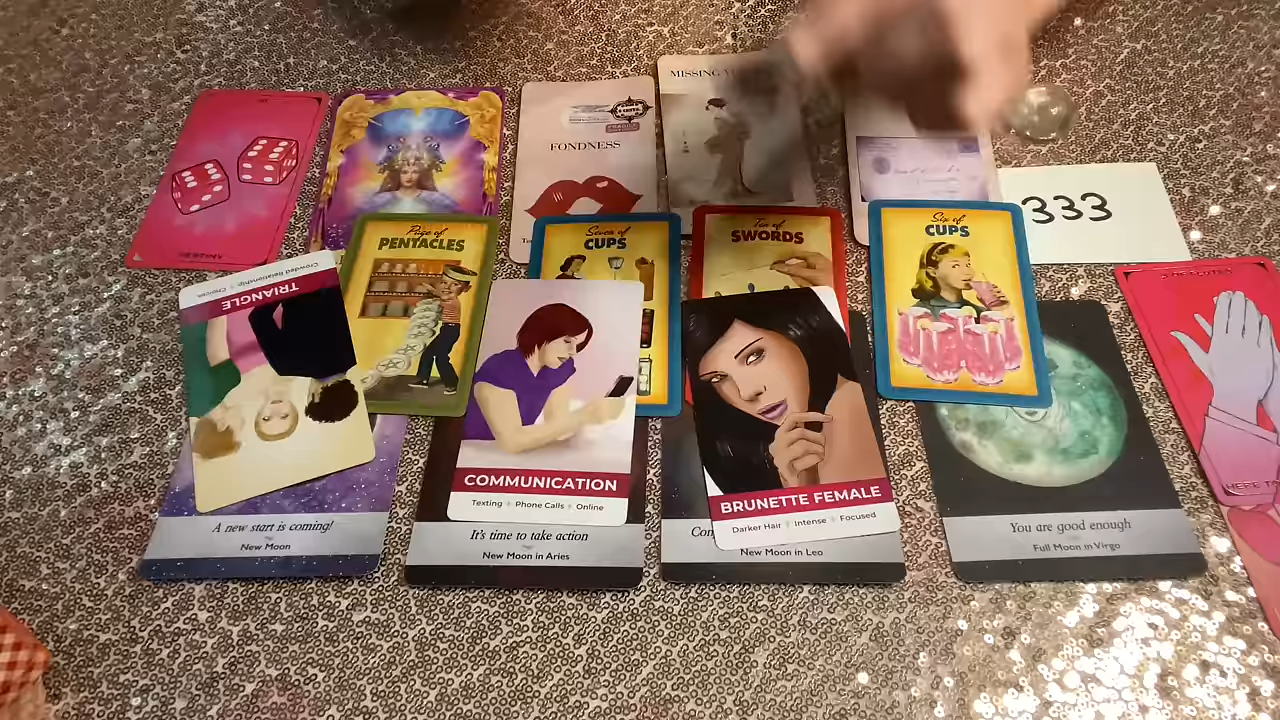 MISSING
FONDNESS
333
Page of
PENTACLES
Seven of
CUPS
Ten of
SWORDS
Six of
CUPS
Crowded Relationship Choices
TRIANGLE
COMMUNICATION
Texting Phone Calls Online
BRUNETTE FEMALE
Darker Hair Intense Focused
A new start is coming!
New Moon
It's time to take action
New Moon in Aries
New Moon in Leo
You are good enough
Full Moon in Virgo